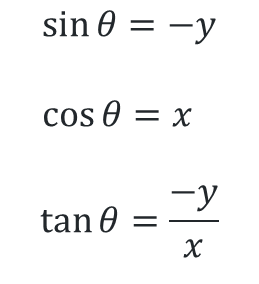 sin θ = −y
cos θ = x
tan θ = −y/x